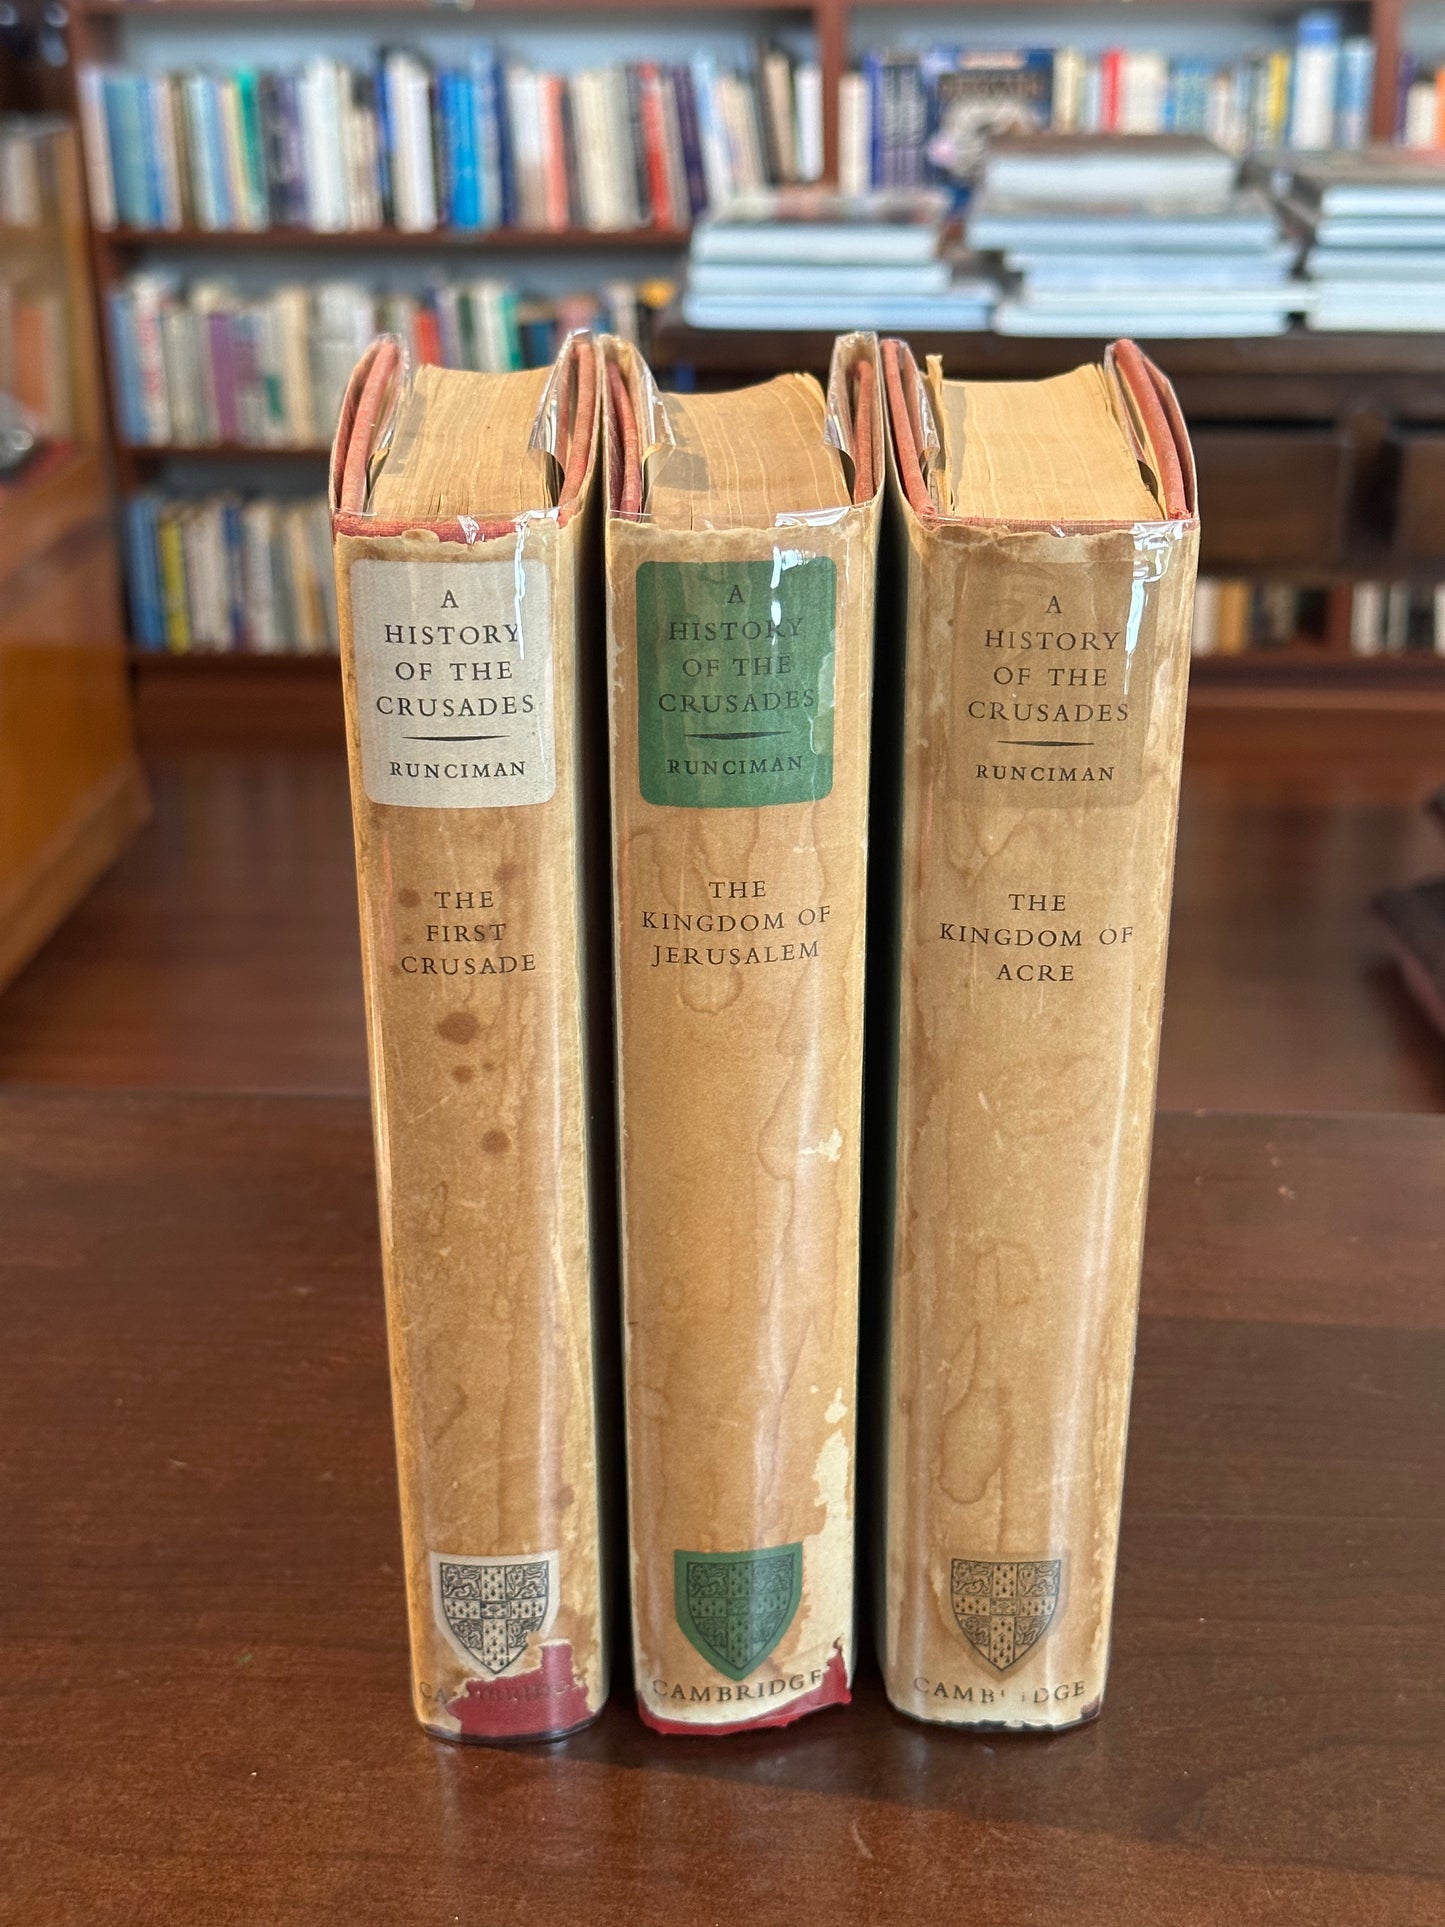 A
HISTORY
OF THE
CRUSADES
RUNCIMAN
THE
FIRST
CRUSADE
A
HISTORY
OF THE
CRUSADES
RUNCIMAN
THE
KINGDOM OF
JERUSALEM
CAMBRIDGE
A
HISTORY
OF THE
CRUSADES
RUNCIMAN
THE
KINGDOM OF
ACRE